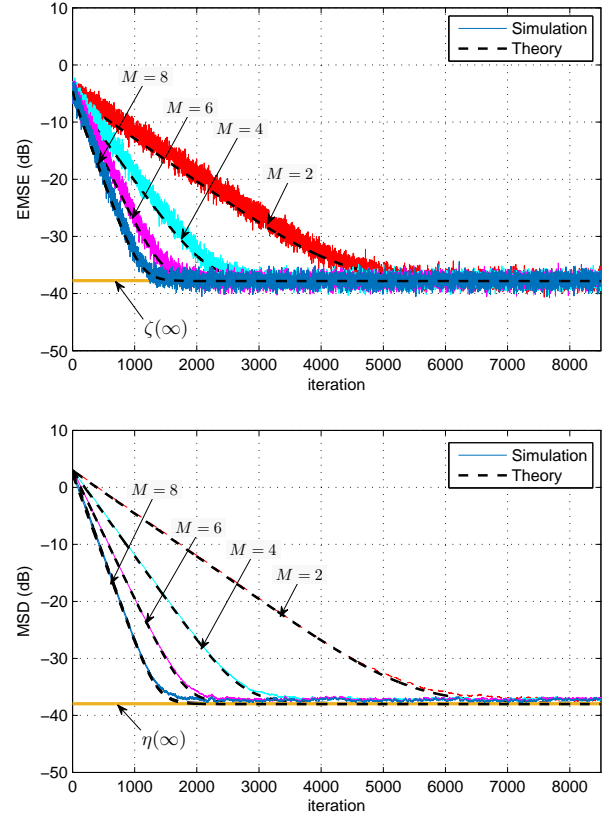 10
0
−10
−20
−30
−40
−50
EMSE (dB)
Simulation
Theory
M = 8
M = 6
M = 4
M = 2
ζ(∞)
0 1000 2000 3000 4000 5000 6000 7000 8000
iteration
10
0
−10
−20
−30
−40
−50
MSD (dB)
Simulation
Theory
M = 8
M = 6
M = 4
M = 2
η(∞)
0 1000 2000 3000 4000 5000 6000 7000 8000
iteration